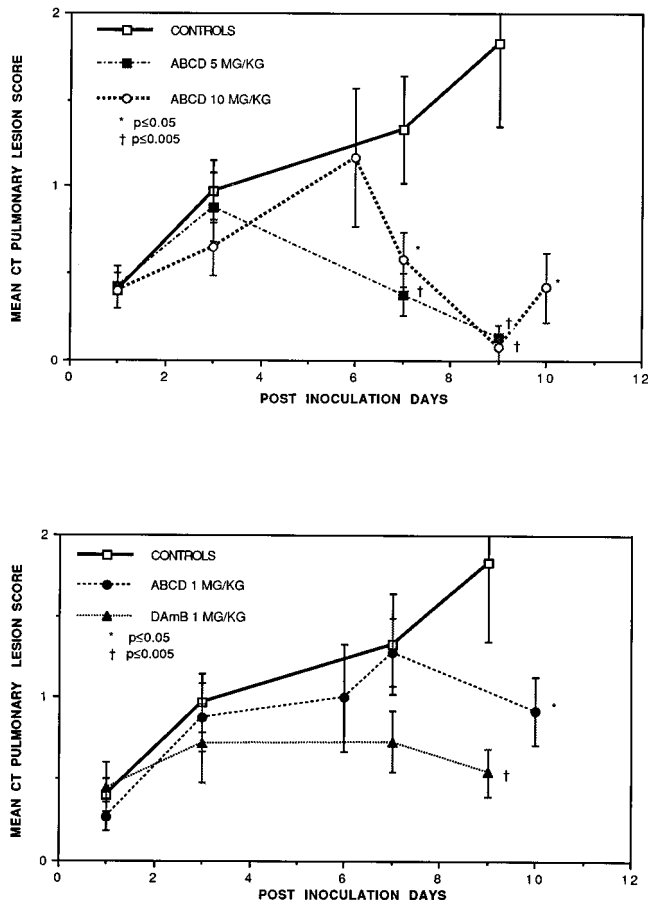 2
CONTROLS
ABCD 5 MG/KG
ABCD 10 MG/KG
* p≤0.05
† p≤0.005
MEAN CT PULMONARY LESION SCORE
1
*
†
†
†
*
0
0 2 4 6 8 10 12
POST INOCULATION DAYS
2
CONTROLS
ABCD 1 MG/KG
DAmB 1 MG/KG
* p≤0.05
† p≤0.005
MEAN CT PULMONARY LESION SCORE
1
*
†
0
0 2 4 6 8 10 12
POST INOCULATION DAYS